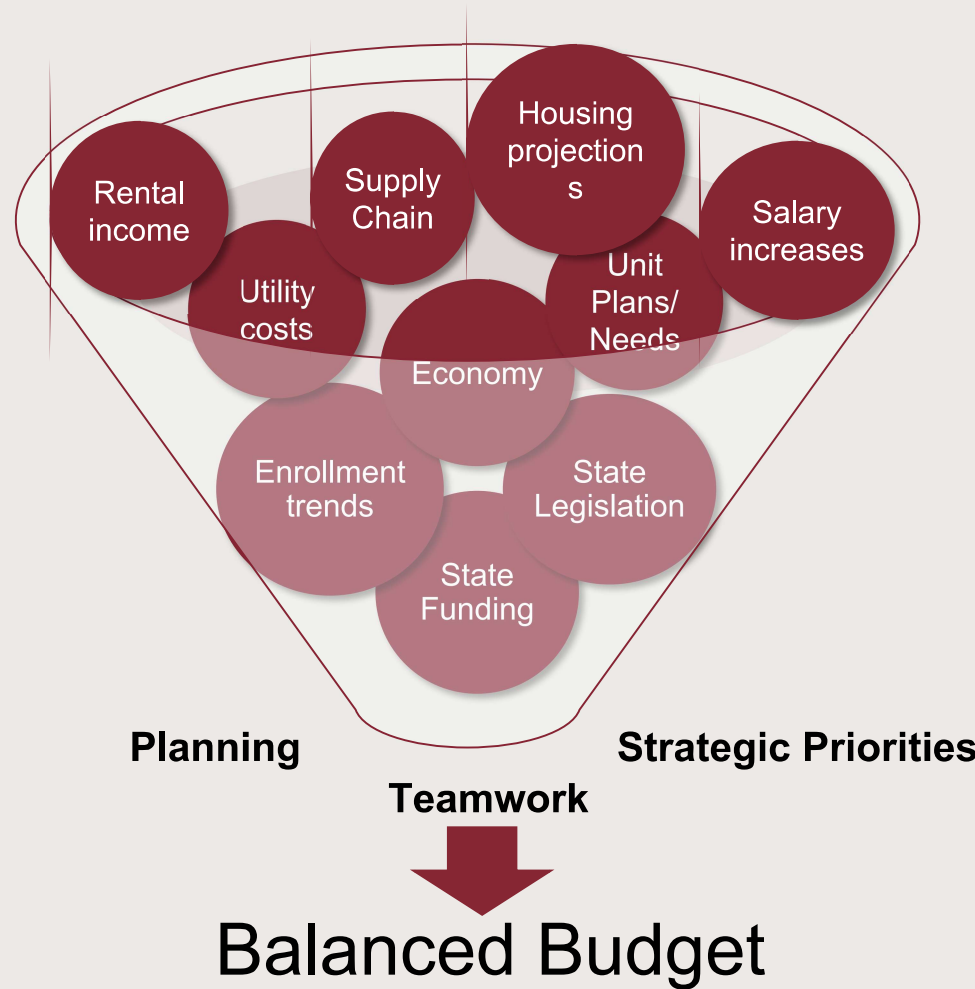 Housing
projection
s
Rental
income
Supply
Chain
Salary
increases
Utility
costs
Unit
Plans/
Needs
Economy
Enrollment
trends
State
Legislation
State
Funding
Planning
Strategic Priorities
Teamwork
Balanced Budget